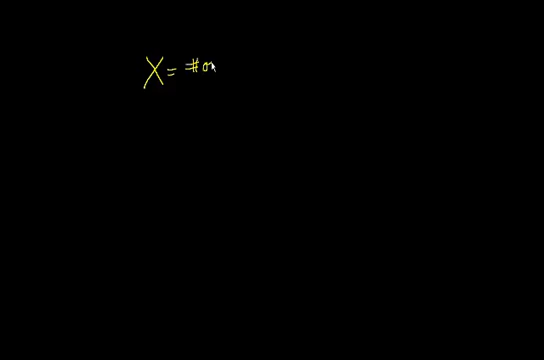 X = # o